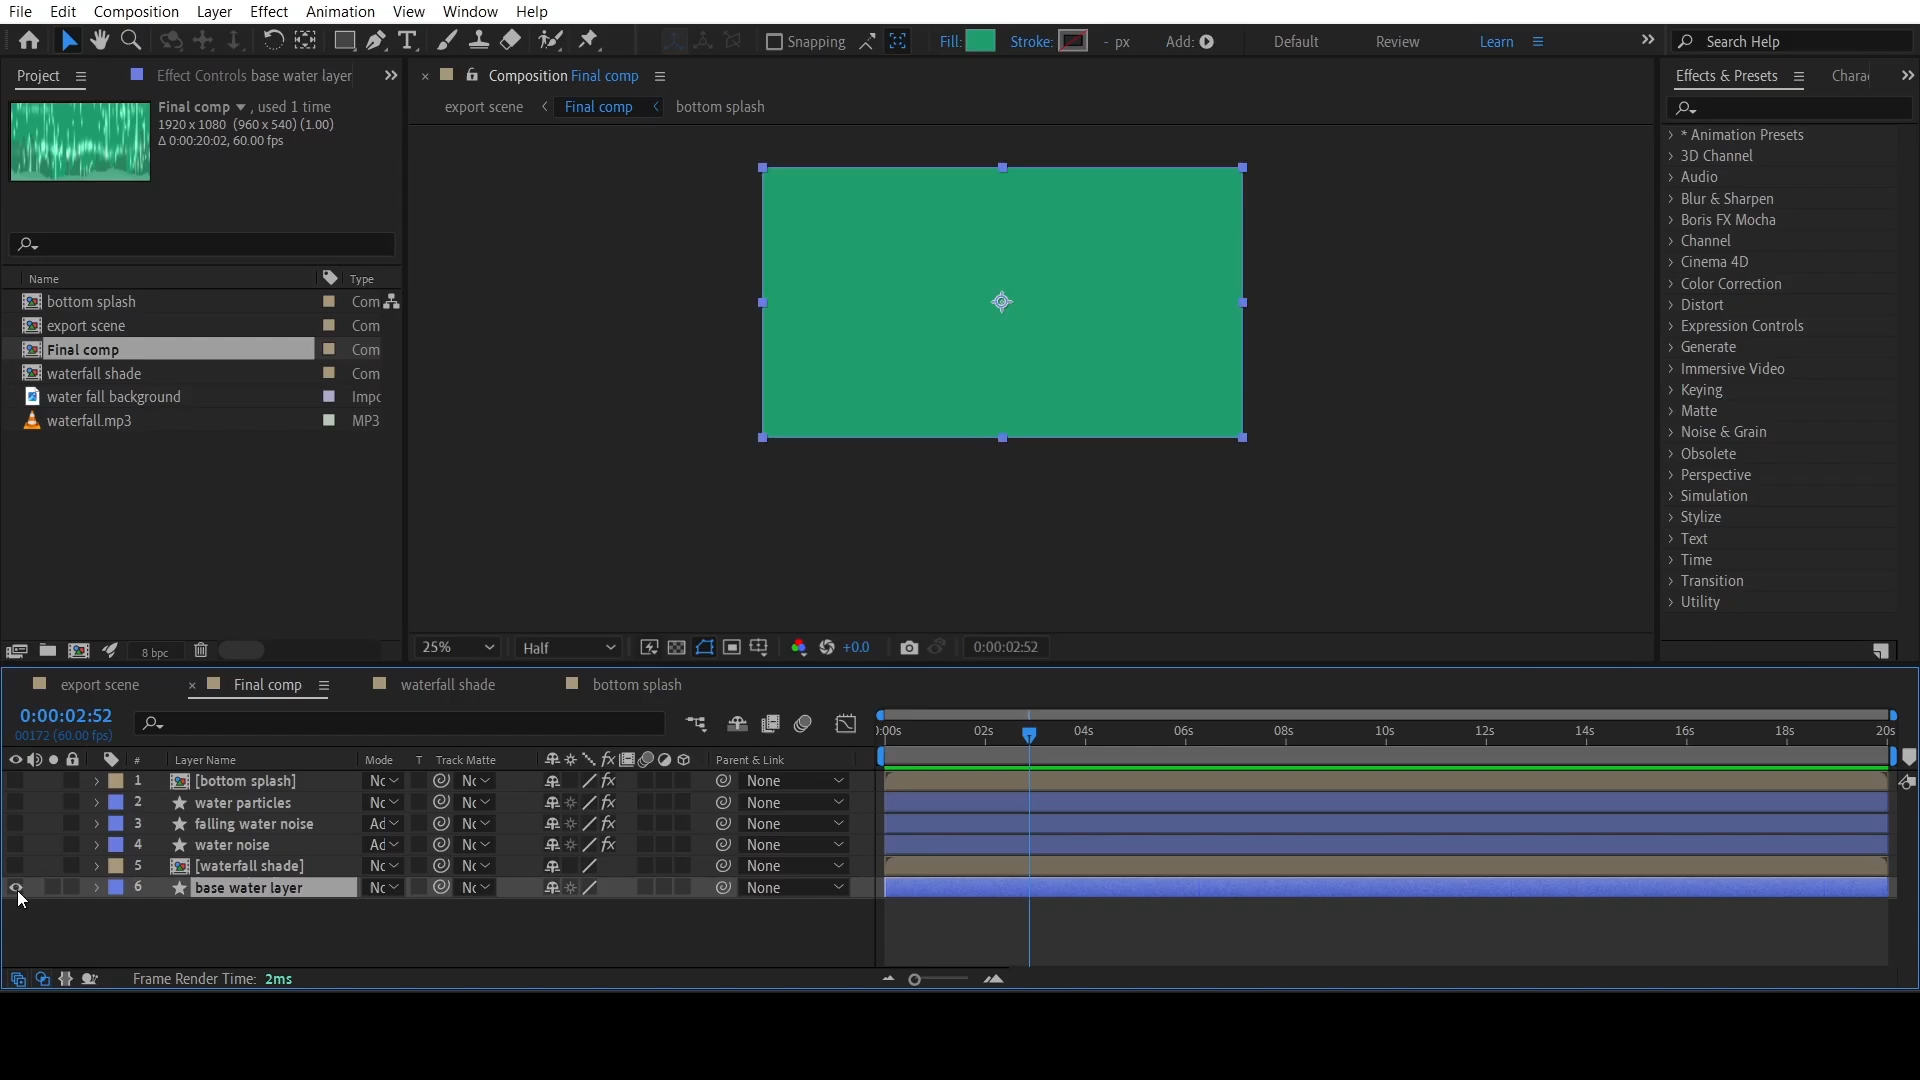 File Edit Composition Layer Effect Animation View Window Help
Snapping Fill: Stroke: - px Add: Default Review Learn Search Help
Project Effect Controls base water layer
Final comp , used 1 time
1920 x 1080 (960 x 540) (1.00)
Δ 0:00:20:02, 60.00 fps
Name Type
bottom splash Com
export scene Com
Final comp Com
waterfall shade Com
water fall background Impc
waterfall.mp3 MP3
8 bpc
Composition Final comp
export scene Final comp bottom splash
25% Half +0.0 0:00:02:52
Effects & Presets Chara
* Animation Presets
3D Channel
Audio
Blur & Sharpen
Boris FX Mocha
Channel
Cinema 4D
Color Correction
Distort
Expression Controls
Generate
Immersive Video
Keying
Matte
Noise & Grain
Obsolete
Perspective
Simulation
Stylize
Text
Time
Transition
Utility
export scene Final comp waterfall shade bottom splash
0:00:02:52
00172 (60.00 fps)
):00s 02s 04s 06s 08s 10s 12s 14s 16s 18s 20s
# Layer Name Mode T Track Matte fx Parent & Link
1 [bottom splash] Nc Nc fx None
2 water particles Nc Nc fx None
3 falling water noise Ad Nc fx None
4 water noise Ad Nc fx None
5 [waterfall shade] Nc Nc None
6 base water layer Nc Nc None
Frame Render Time: 2ms